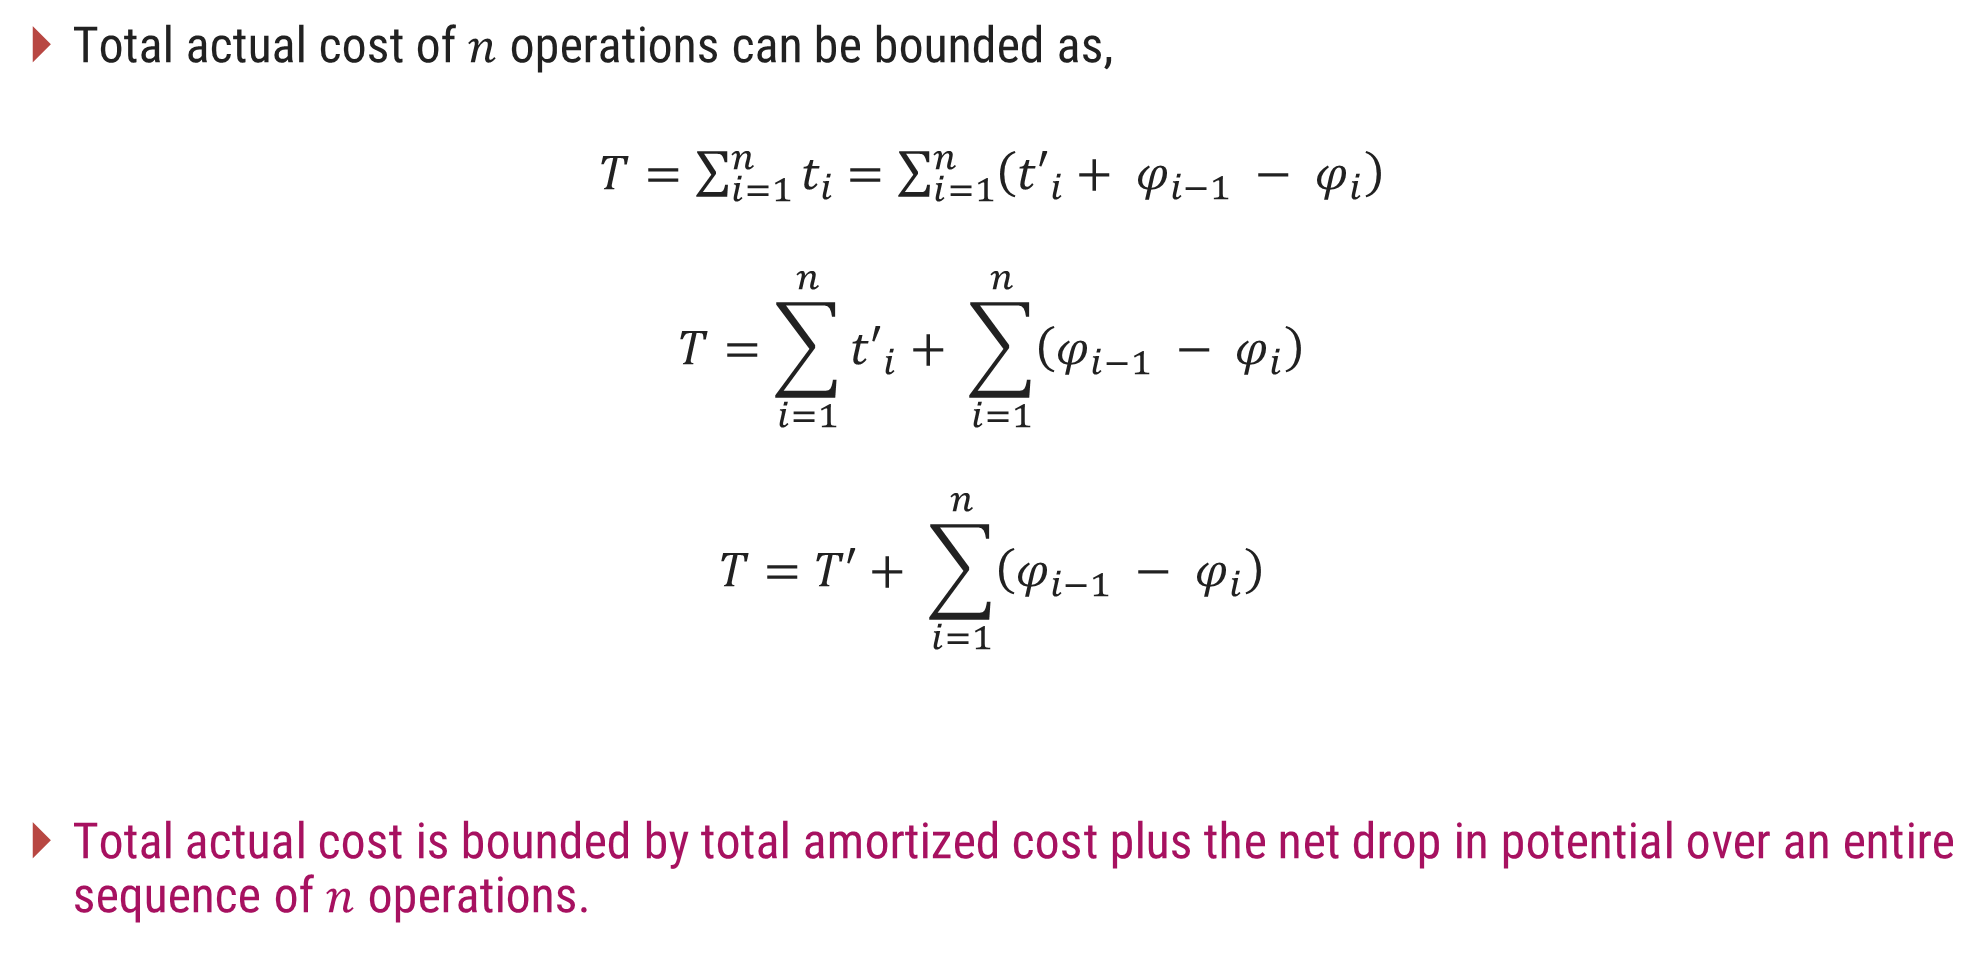 Total actual cost of n operations can be bounded as,
T = ∑ⁿᵢ₌₁ tᵢ = ∑ⁿᵢ₌₁(t′ᵢ + φᵢ₋₁ − φᵢ)
T = ∑ⁿᵢ₌₁ t′ᵢ + ∑ⁿᵢ₌₁(φᵢ₋₁ − φᵢ)
T = T′ + ∑ⁿᵢ₌₁(φᵢ₋₁ − φᵢ)
Total actual cost is bounded by total amortized cost plus the net drop in potential over an entire
sequence of n operations.